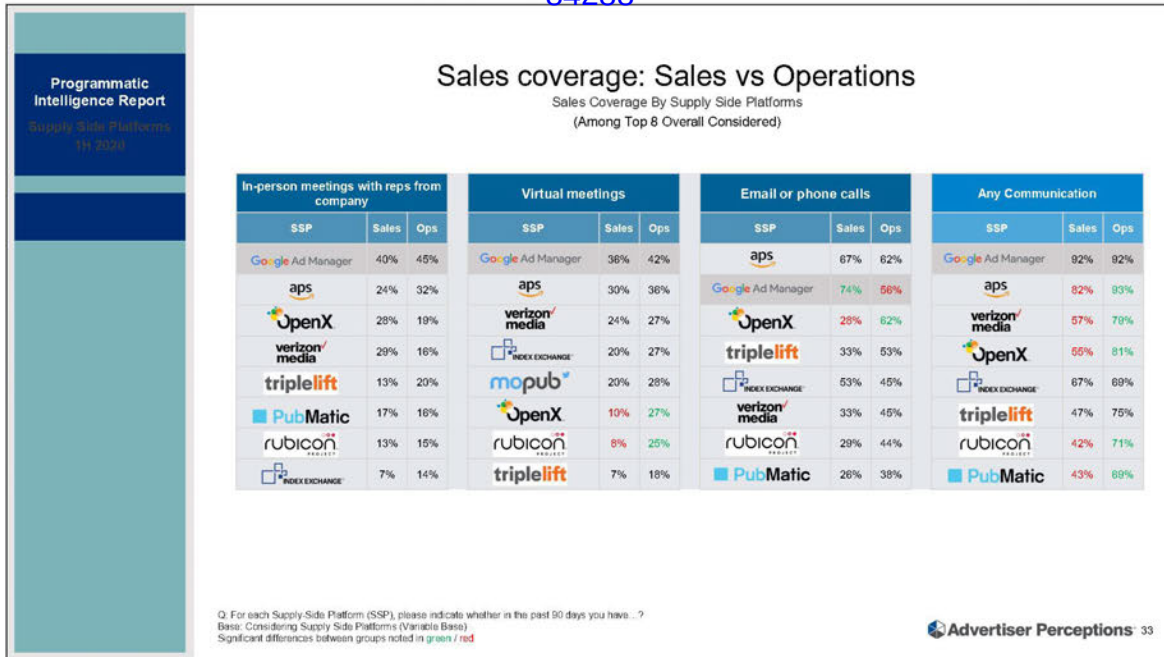 Programmatic
Intelligence Report
Supply Side Platforms
1H 2020
Sales coverage: Sales vs Operations
Sales Coverage By Supply Side Platforms
(Among Top 8 Overall Considered)
In-person meetings with reps from
company
SSP Sales Ops
Google Ad Manager 40% 45%
aps 24% 32%
OpenX 28% 19%
verizon media 29% 16%
triplelift 13% 20%
PubMatic 17% 16%
rubicon PROJECT 13% 15%
INDEX EXCHANGE 7% 14%
Virtual meetings
SSP Sales Ops
Google Ad Manager 36% 42%
aps 30% 36%
verizon media 24% 27%
INDEX EXCHANGE 20% 27%
mopub 20% 28%
OpenX 10% 27%
rubicon PROJECT 8% 25%
triplelift 7% 18%
Email or phone calls
SSP Sales Ops
aps 67% 62%
Google Ad Manager 74% 56%
OpenX 28% 62%
triplelift 33% 53%
INDEX EXCHANGE 53% 45%
verizon media 33% 45%
rubicon PROJECT 29% 44%
PubMatic 26% 38%
Any Communication
SSP Sales Ops
Google Ad Manager 92% 92%
aps 82% 93%
verizon media 57% 79%
OpenX 55% 81%
INDEX EXCHANGE 67% 69%
triplelift 47% 75%
rubicon PROJECT 42% 71%
PubMatic 43% 69%
Q: For each Supply-Side Platform (SSP), please indicate whether in the past 90 days you have...?
Base: Considering Supply Side Platforms (Variable Base)
Significant differences between groups noted in green / red
Advertiser Perceptions 33